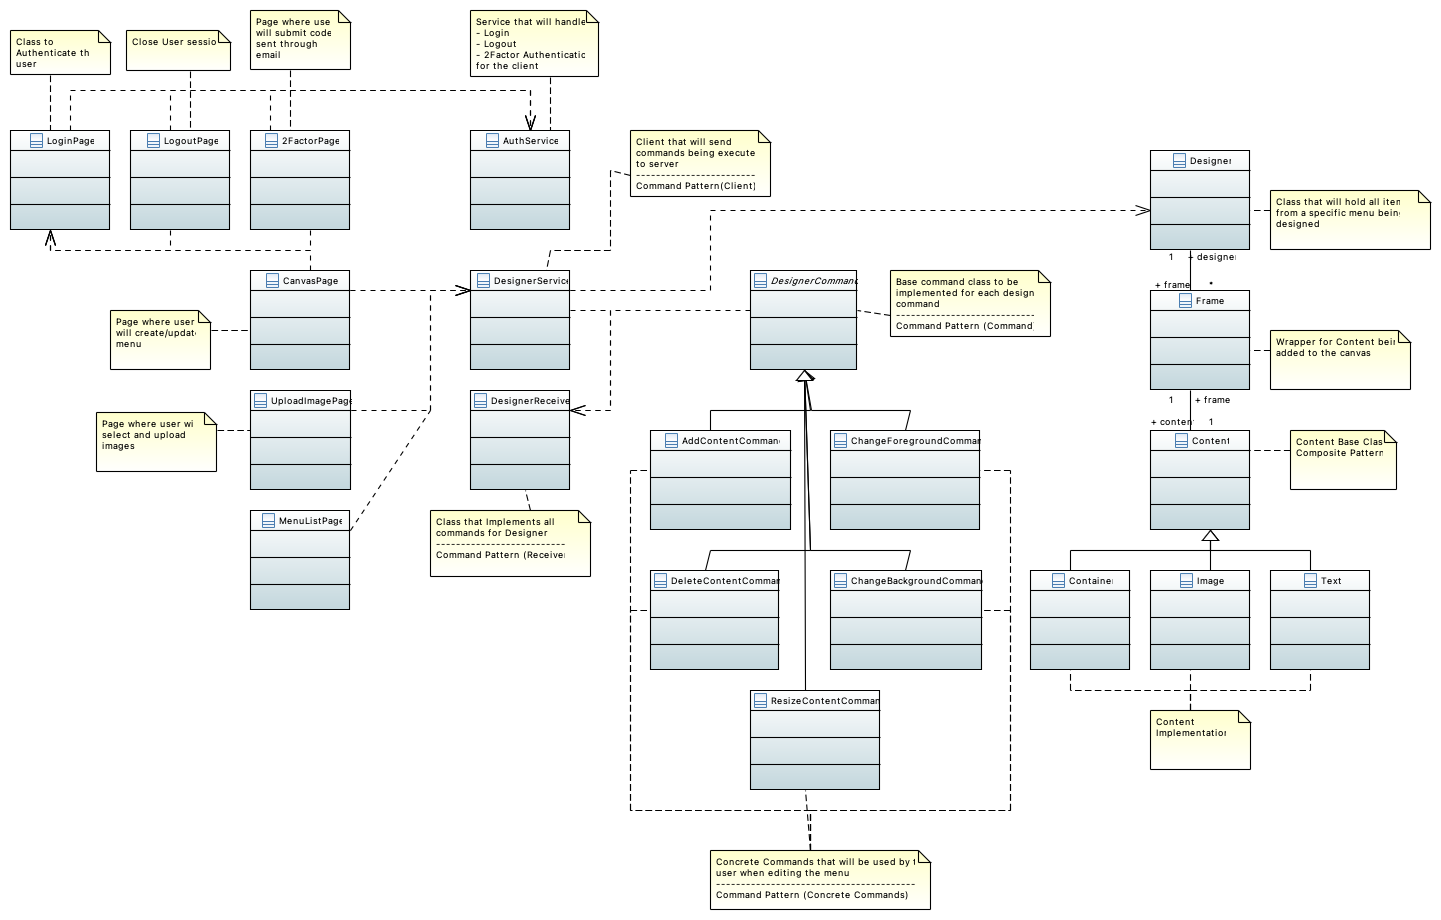 Class to
Authenticate th
user
Close User sessio
Page where use
will submit code
sent through
email
Service that will handle
- Login
- Logout
- 2Factor Authenticatic
for the client
LoginPage
LogoutPage
2FactorPage
AuthService
Client that will send
commands being execute
to server
Command Pattern(Client)
Designer
Class that will hold all iten
from a specific menu being
designed
1
+ designer
CanvasPage
DesignerService
DesignerCommand
Base command class to be
implemented for each design
command
Command Pattern (Command
+ frame
*
Frame
Page where user
will create/update
menu
Wrapper for Content bein
added to the canvas
UploadImagePage
DesignerReceive
1
+ frame
+ content
1
Page where user wi
select and upload
images
AddContentCommand
ChangeForegroundComman
Content
Content Base Clas
Composite Pattern
MenuListPage
Class that Implements all
commands for Designer
Command Pattern (Receiver
DeleteContentComman
ChangeBackgroundComman
Container
Image
Text
ResizeContentComman
Content
Implementation
Concrete Commands that will be used by t
user when editing the menu
Command Pattern (Concrete Commands)